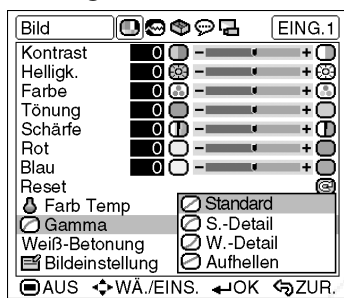 Bild EING.1
Kontrast 0 - +
Helligk. 0 - +
Farbe 0 - +
Tönung 0 - +
Schärfe 0 - +
Rot 0 - +
Blau 0 - +
Reset
Farb Temp
Gamma
Weiß-Betonung
Bildeinstellung
Standard
S.-Detail
W.-Detail
Aufhellen
AUS WÄ./EINS. OK ZUR.